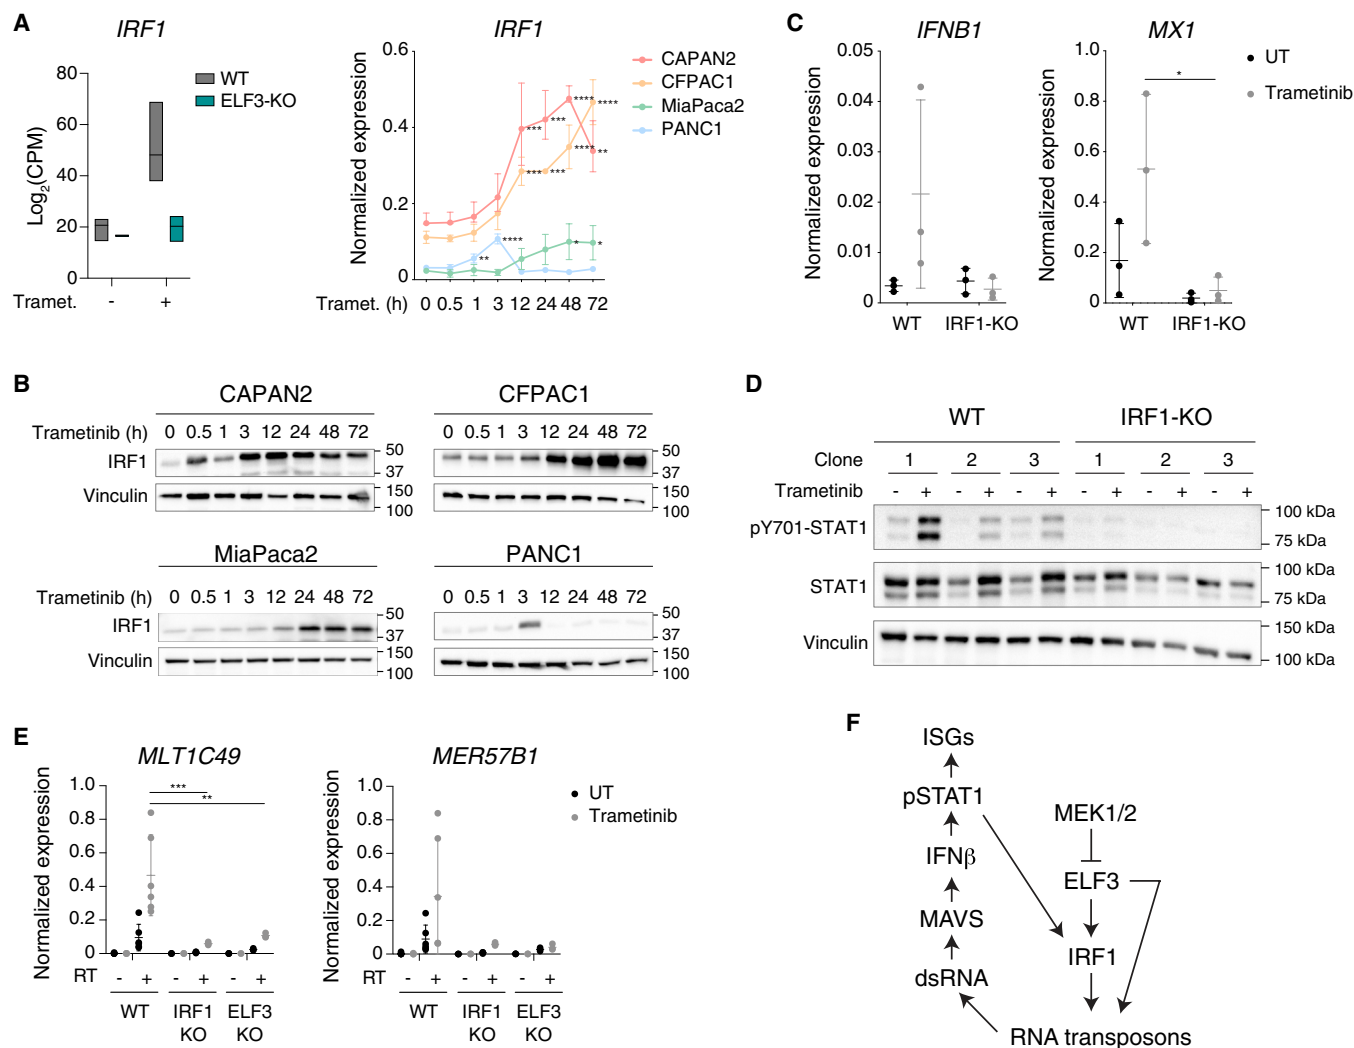 A
IRF1
Log2(CPM)
80
60
40
20
0
Tramet.
-
+
WT
ELF3-KO
IRF1
Normalized expression
0.6
0.4
0.2
0
Tramet. (h) 0 0.5 1 3 12 24 48 72
CAPAN2
CFPAC1
MiaPaca2
PANC1
**
****
***
***
***
***
****
****
*
****
**
*
C
IFNB1
Normalized expression
0.05
0.04
0.03
0.02
0.01
0
WT IRF1-KO
MX1
Normalized expression
1.0
0.8
0.6
0.4
0.2
0
*
WT IRF1-KO
UT
Trametinib
B
CAPAN2
Trametinib (h) 0 0.5 1 3 12 24 48 72
IRF1
50
37
Vinculin
150
100
CFPAC1
0 0.5 1 3 12 24 48 72
50
37
150
100
MiaPaca2
Trametinib (h) 0 0.5 1 3 12 24 48 72
IRF1
50
37
Vinculin
150
100
PANC1
0 0.5 1 3 12 24 48 72
50
37
150
100
D
WT IRF1-KO
Clone 1 2 3 1 2 3
Trametinib - + - + - + - + - + - +
pY701-STAT1
100 kDa
75 kDa
STAT1
100 kDa
75 kDa
Vinculin
150 kDa
100 kDa
E
MLT1C49
Normalized expression
1.0
0.8
0.6
0.4
0.2
0
***
**
RT - + - + - +
WT IRF1 KO ELF3 KO
MER57B1
Normalized expression
1.0
0.8
0.6
0.4
0.2
0
RT - + - + - +
WT IRF1 KO ELF3 KO
UT
Trametinib
F
ISGs
pSTAT1
IFNβ
MAVS
dsRNA
MEK1/2
ELF3
IRF1
RNA transposons